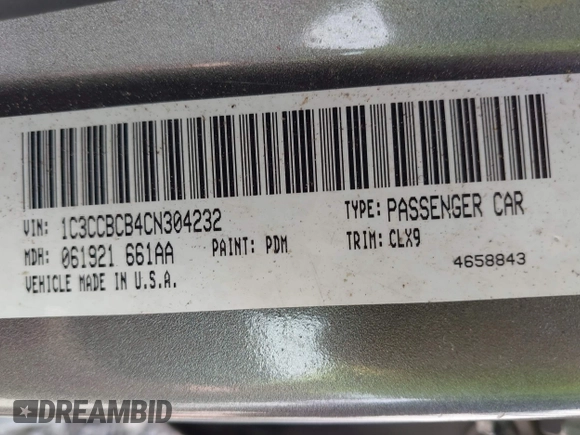 VIN: 1C3CCBCB4CN304232
TYPE: PASSENGER CAR
MDH: 061921 661AA
PAINT: PDM
TRIM: CLX9
VEHICLE MADE IN U.S.A.
4658843
DREAMBID